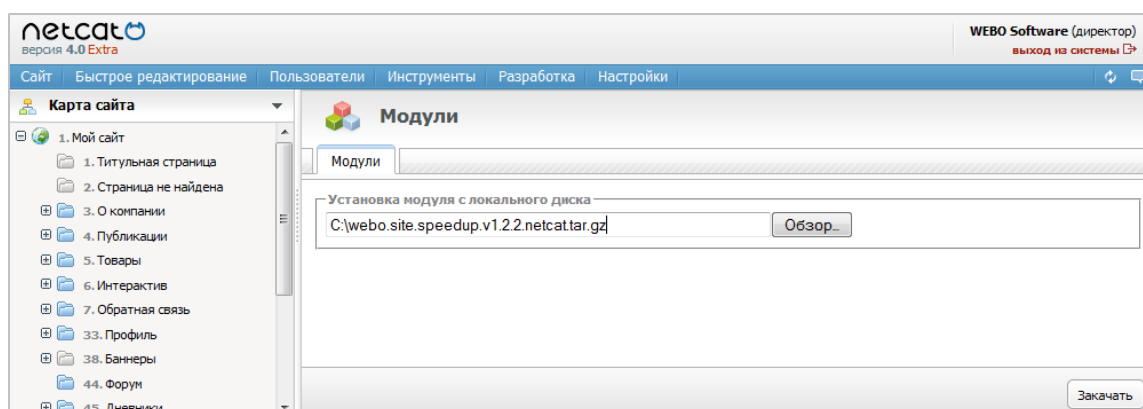 netcat
версия 4.0 Extra
WEBO Software (директор)
выход из системы
Сайт Быстрое редактирование Пользователи Инструменты Разработка Настройки
Карта сайта
Модули
1. Мой сайт
1. Титульная страница
Модули
2. Страница не найдена
3. О компании
Установка модуля с локального диска
C:\webo.site.speedup.v1.2.2.netcat.tar.gz
Обзор...
4. Публикации
5. Товары
6. Интерактив
7. Обратная связь
33. Профиль
38. Баннеры
44. Форум
45. Дневники
Закачать